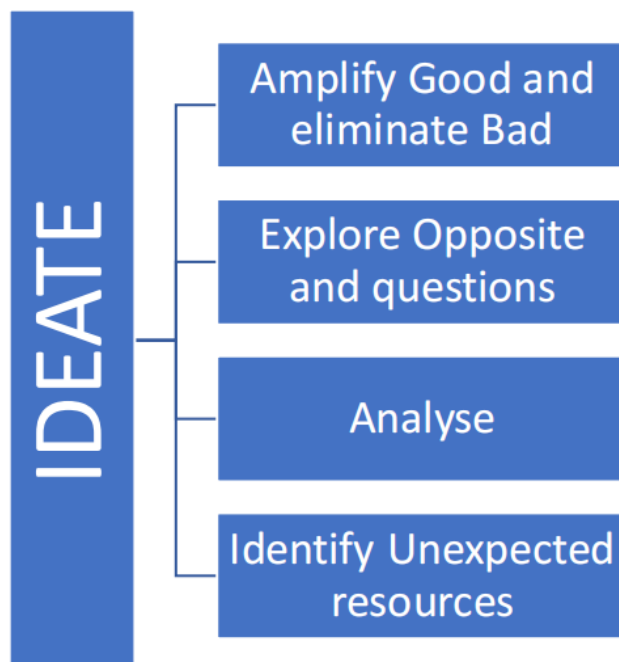 IDEATE
Amplify Good and
eliminate Bad
Explore Opposite
and questions
Analyse
Identify Unexpected
resources